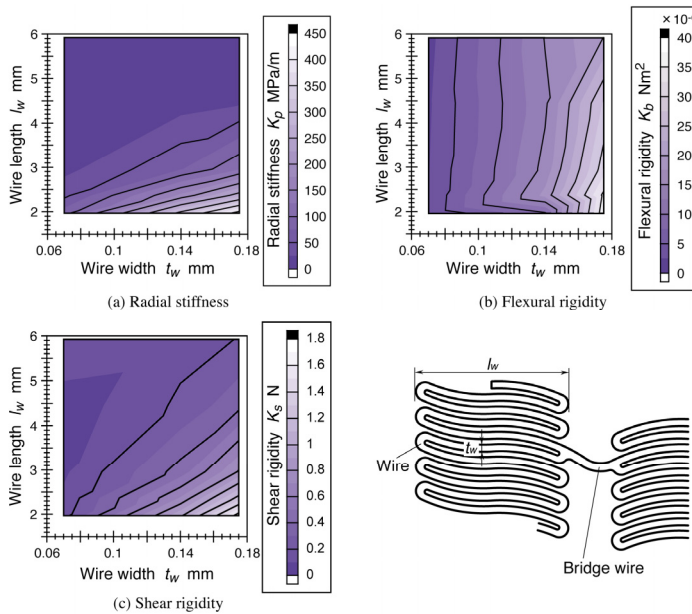 6
5
4
3
2
0.06 0.1 0.14 0.18
Wire length l_w mm
Wire width t_w mm
450
400
350
300
250
200
150
100
50
0
Radial stiffness K_p MPa/m
(a) Radial stiffness
6
5
4
3
2
0.06 0.1 0.14 0.18
Wire length l_w mm
Wire width t_w mm
40
35
30
25
20
15
10
5
0
Flexural rigidity K_b Nm²
(b) Flexural rigidity
6
5
4
3
2
0.06 0.1 0.14 0.18
Wire length l_w mm
Wire width t_w mm
1.8
1.6
1.4
1.2
1
0.8
0.6
0.4
0.2
0
Shear rigidity K_s N
(c) Shear rigidity
l_w
t_w
Wire
Bridge wire